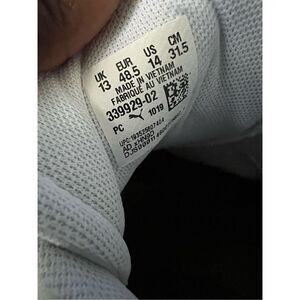 UK EUR US CM
13 48.5 14 31.5
MADE IN VIETNAM
FABRIQUÉ AU VIETNAM
339929-02
PC 1019